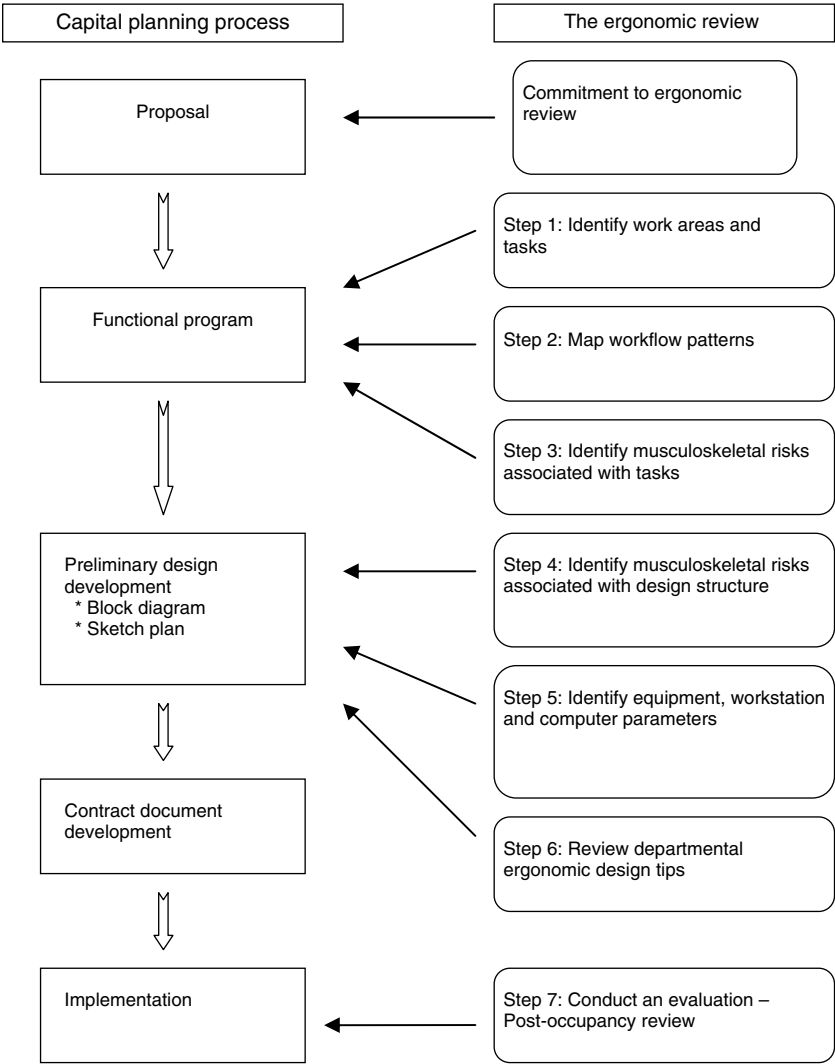 Capital planning process
The ergonomic review
Proposal
Commitment to ergonomic
review
Step 1: Identify work areas and
tasks
Functional program
Step 2: Map workflow patterns
Step 3: Identify musculoskeletal risks
associated with tasks
Preliminary design
development
* Block diagram
* Sketch plan
Step 4: Identify musculoskeletal risks
associated with design structure
Step 5: Identify equipment, workstation
and computer parameters
Contract document
development
Step 6: Review departmental
ergonomic design tips
Implementation
Step 7: Conduct an evaluation –
Post-occupancy review